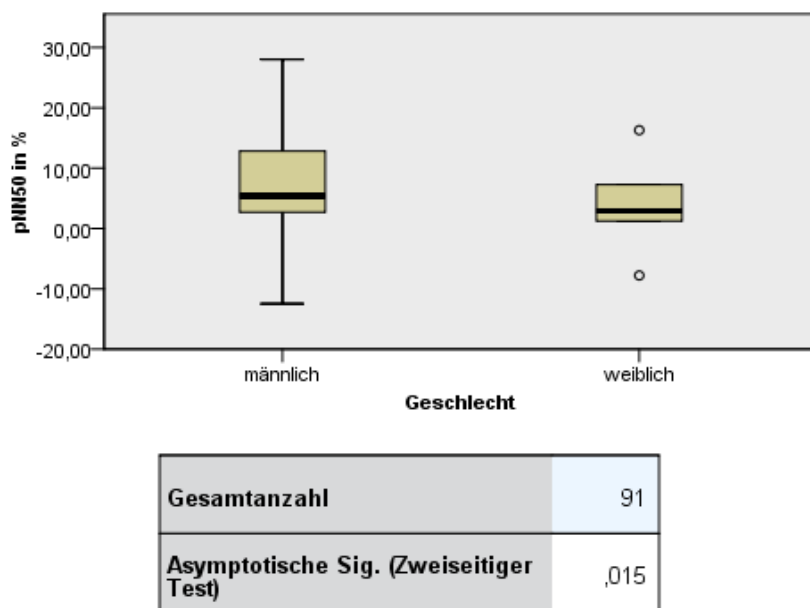 30,00
20,00
10,00
0,00
-10,00
-20,00
pNN50 in %
männlich weiblich
Geschlecht
Gesamtanzahl 91
Asymptotische Sig. (Zweiseitiger
Test) ,015